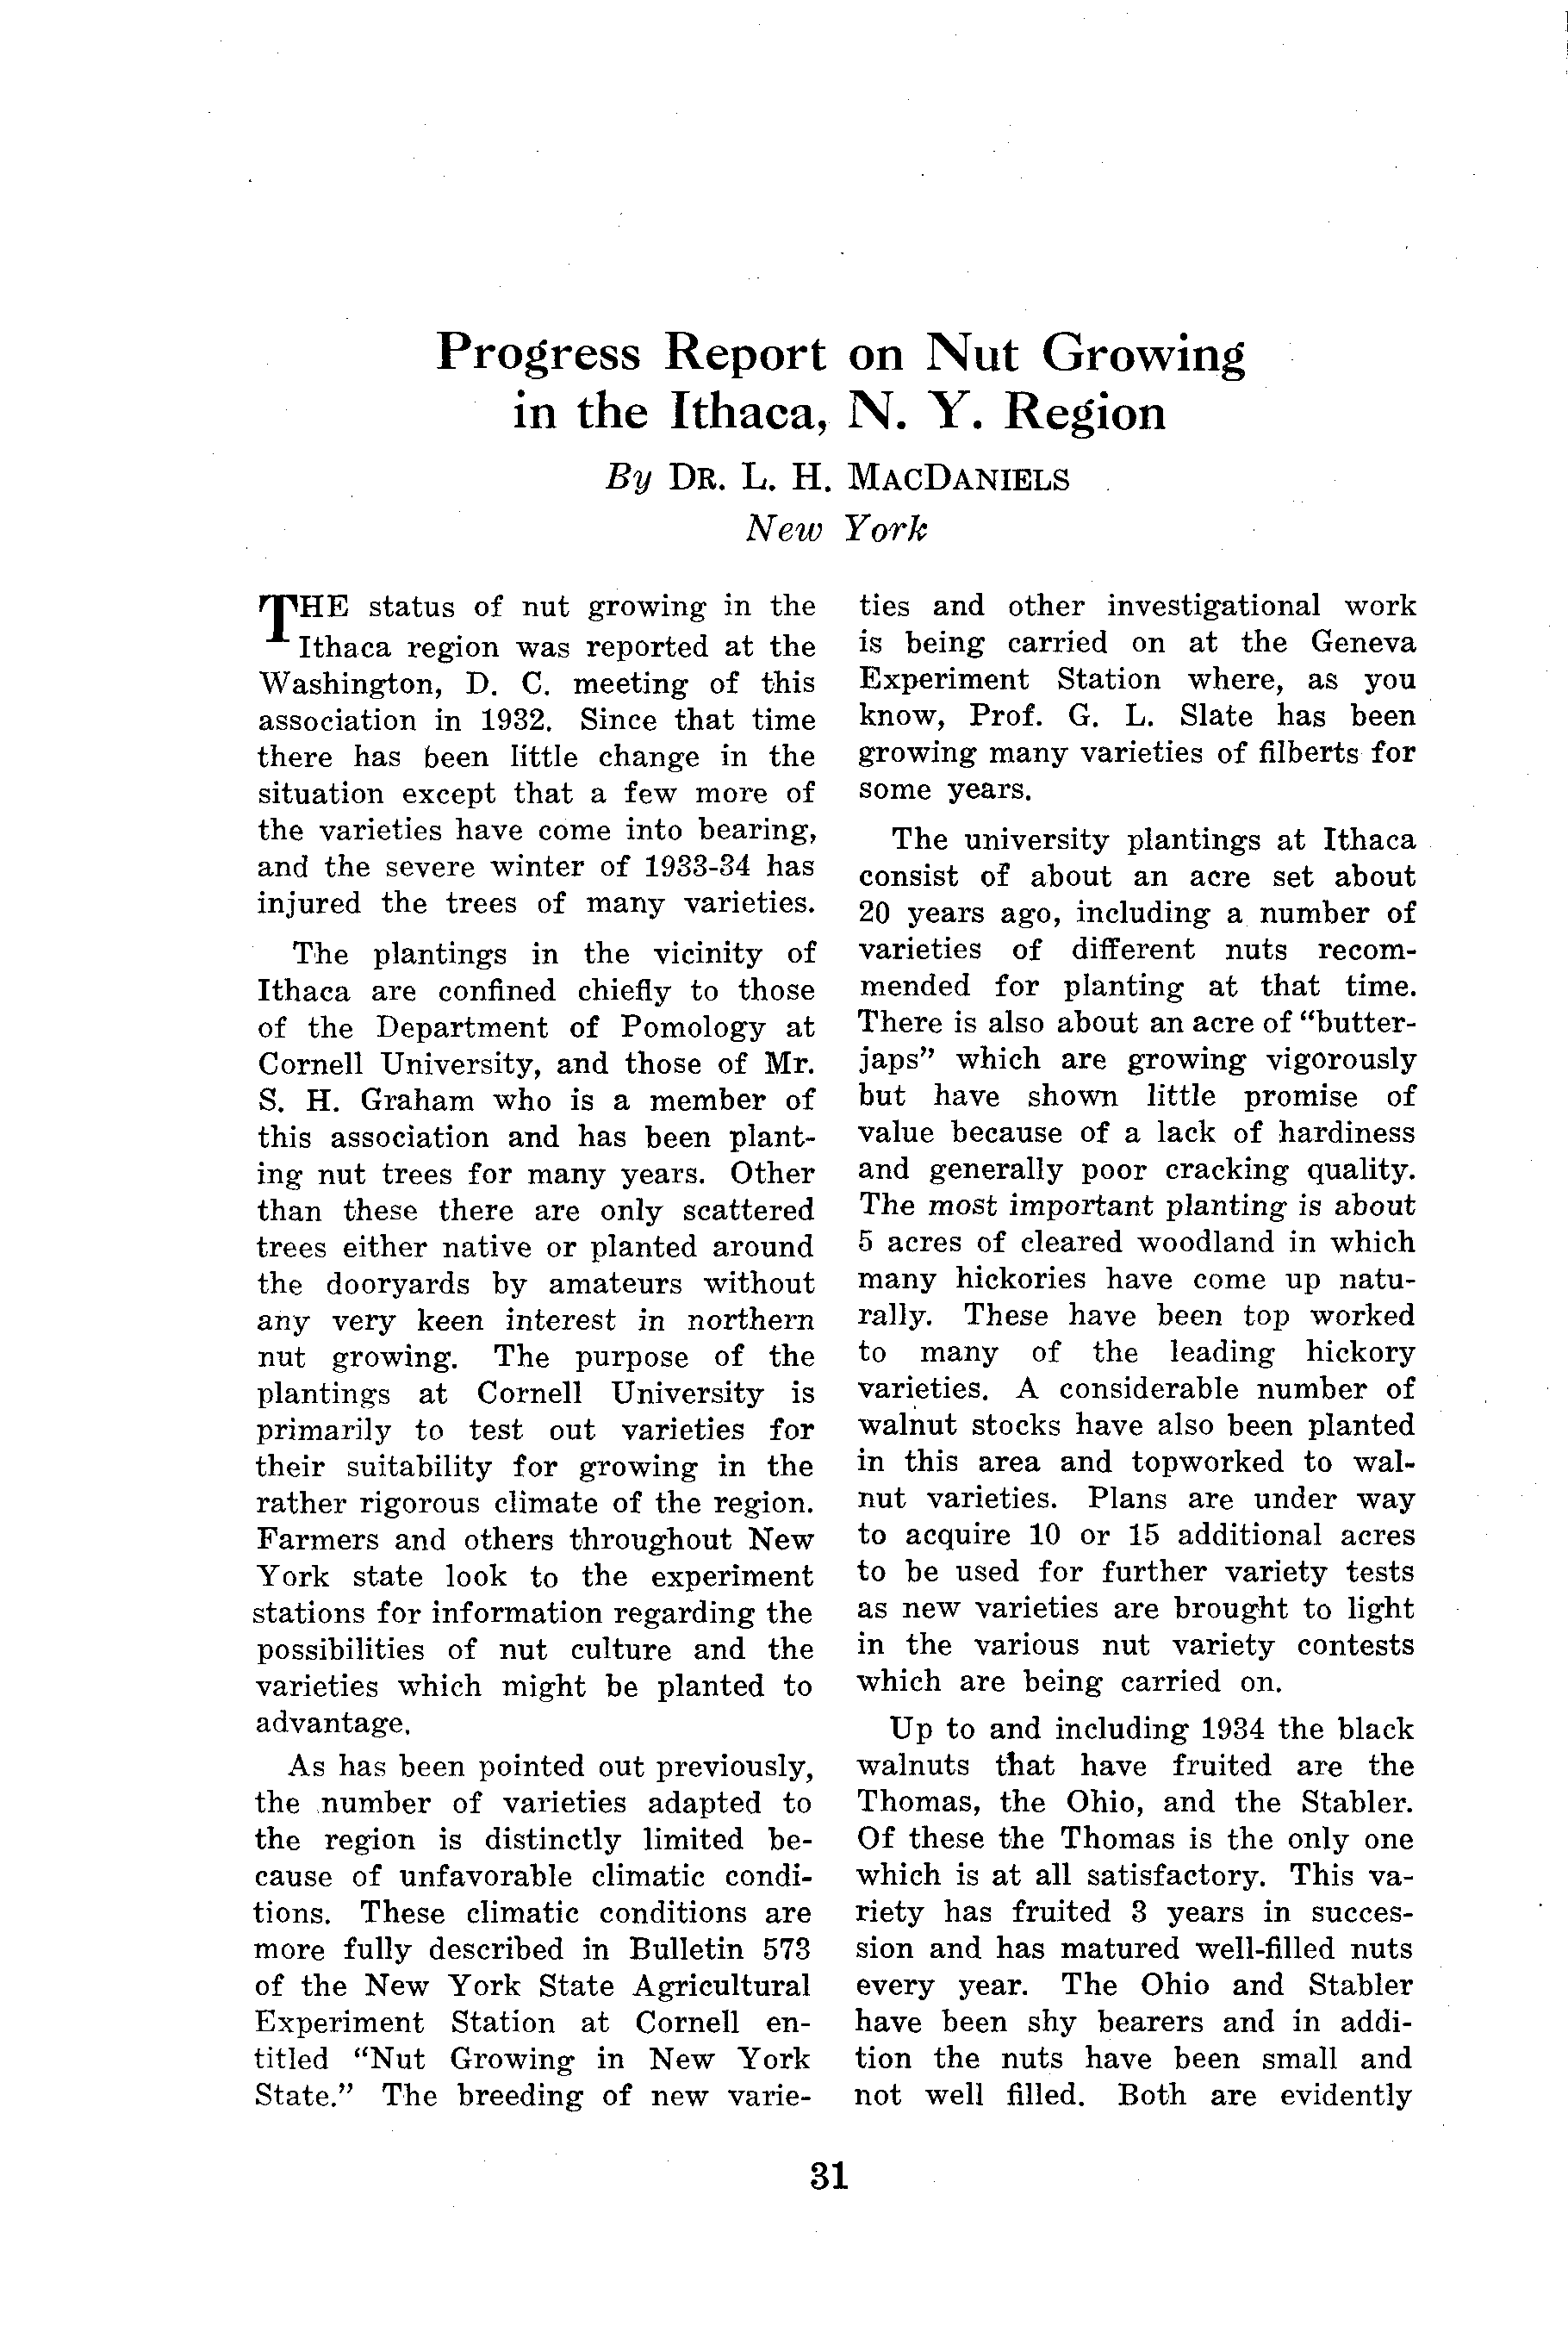 Progress Report on Nut Growing
in the Ithaca, N. Y. Region
By DR. L. H. MACDANIELS
New York
THE status of nut growing in the
Ithaca region was reported at the
Washington, D. C. meeting of this
association in 1932. Since that time
there has been little change in the
situation except that a few more of
the varieties have come into bearing,
and the severe winter of 1933-34 has
injured the trees of many varieties.
The plantings in the vicinity of
Ithaca are confined chiefly to those
of the Department of Pomology at
Cornell University, and those of Mr.
S. H. Graham who is a member of
this association and has been plant-
ing nut trees for many years. Other
than these there are only scattered
trees either native or planted around
the dooryards by amateurs without
any very keen interest in northern
nut growing. The purpose of the
plantings at Cornell University is
primarily to test out varieties for
their suitability for growing in the
rather rigorous climate of the region.
Farmers and others throughout New
York state look to the experiment
stations for information regarding the
possibilities of nut culture and the
varieties which might be planted to
advantage.
As has been pointed out previously,
the number of varieties adapted to
the region is distinctly limited be-
cause of unfavorable climatic condi-
tions. These climatic conditions are
more fully described in Bulletin 573
of the New York State Agricultural
Experiment Station at Cornell en-
titled "Nut Growing in New York
State." The breeding of new varie-
ties and other investigational work
is being carried on at the Geneva
Experiment Station where, as you
know, Prof. G. L. Slate has been
growing many varieties of filberts for
some years.
The university plantings at Ithaca
consist of about an acre set about
20 years ago, including a number of
varieties of different nuts recom-
mended for planting at that time.
There is also about an acre of "butter-
japs" which are growing vigorously
but have shown little promise of
value because of a lack of hardiness
and generally poor cracking quality.
The most important planting is about
5 acres of cleared woodland in which
many hickories have come up natu-
rally. These have been top worked
to many of the leading hickory
varieties. A considerable number of
walnut stocks have also been planted
in this area and topworked to wal-
nut varieties. Plans are under way
to acquire 10 or 15 additional acres
to be used for further variety tests
as new varieties are brought to light
in the various nut variety contests
which are being carried on.
Up to and including 1934 the black
walnuts that have fruited are the
Thomas, the Ohio, and the Stabler.
Of these the Thomas is the only one
which is at all satisfactory. This va-
riety has fruited 3 years in succes-
sion and has matured well-filled nuts
every year. The Ohio and Stabler
have been shy bearers and in addi-
tion the nuts have been small and
not well filled. Both are evidently
31